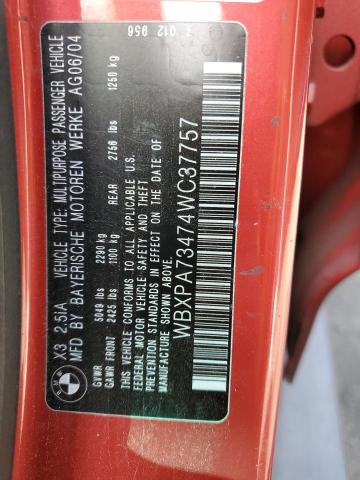 X3 2.5iA VEHICLE TYPE: MULTIPURPOSE PASSENGER VEHICLE
MFD BY BAYERISCHE MOTOREN WERKE AG 06/04
GVWR 5049 lbs 2290 kg
GAWR FRONT 2425 lbs 1100 kg REAR 2756 lbs 1250 kg
THIS VEHICLE CONFORMS TO ALL APPLICABLE U.S.
FEDERAL MOTOR VEHICLE SAFETY AND THEFT
PREVENTION STANDARDS IN EFFECT ON THE DATE OF
MANUFACTURE SHOWN ABOVE.
WBXPA73474WC37757
7 012 956
BMW